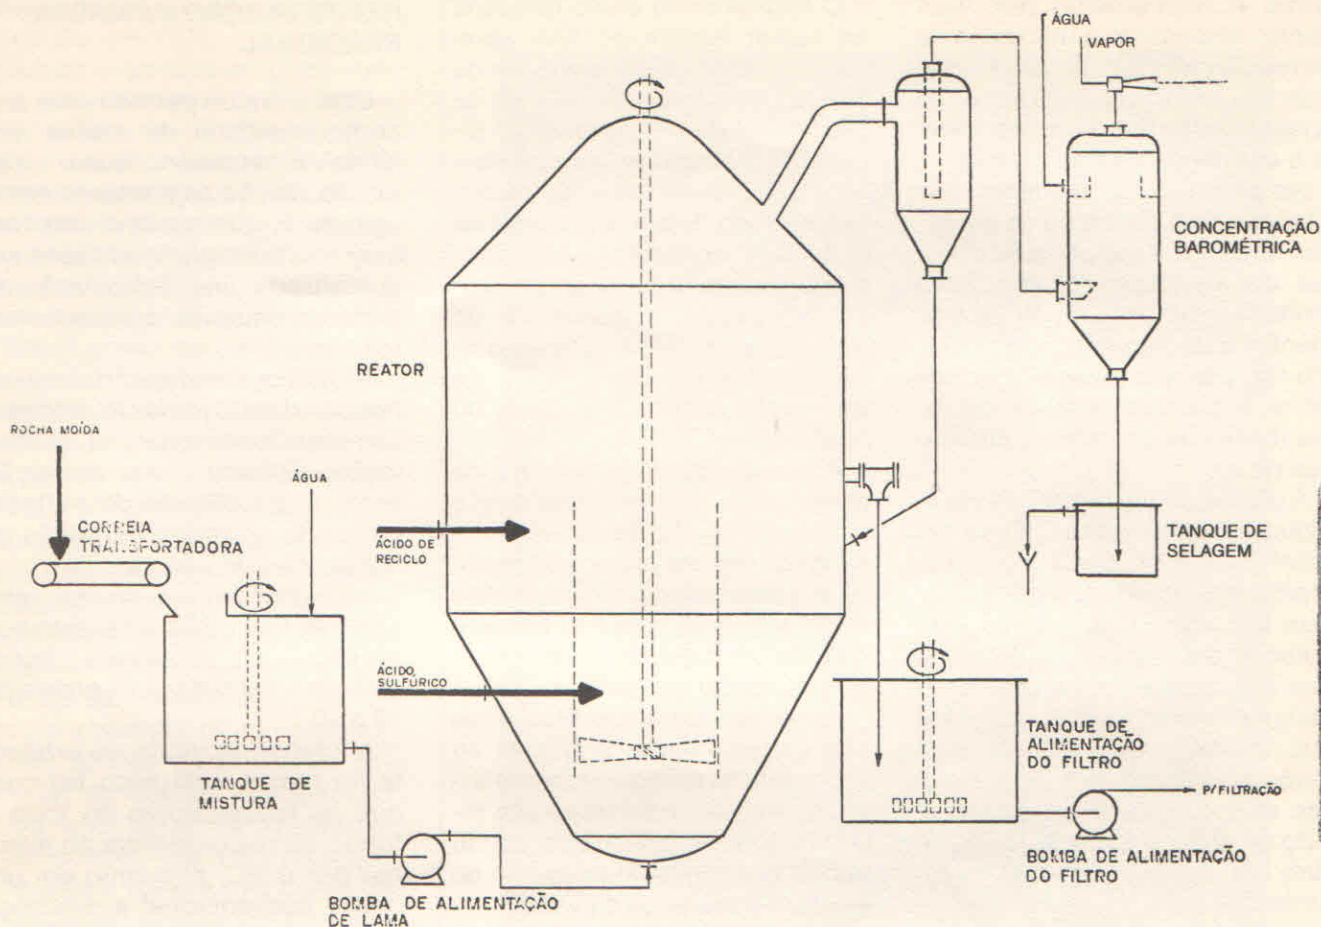 ÁGUA
VAPOR
CONCENTRAÇÃO
BAROMÉTRICA
REATOR
ROCHA MOÍDA
ÁGUA
CORREIA
TRANSPORTADORA
ÁCIDO DE
RECICLO
TANQUE DE
SELAGEM
ÁCIDO
SULFÚRICO
TANQUE DE
MISTURA
TANQUE DE
ALIMENTAÇÃO
DO FILTRO
P/FILTRAÇÃO
BOMBA DE ALIMENTAÇÃO
DO FILTRO
BOMBA DE ALIMENTAÇÃO
DE LAMA